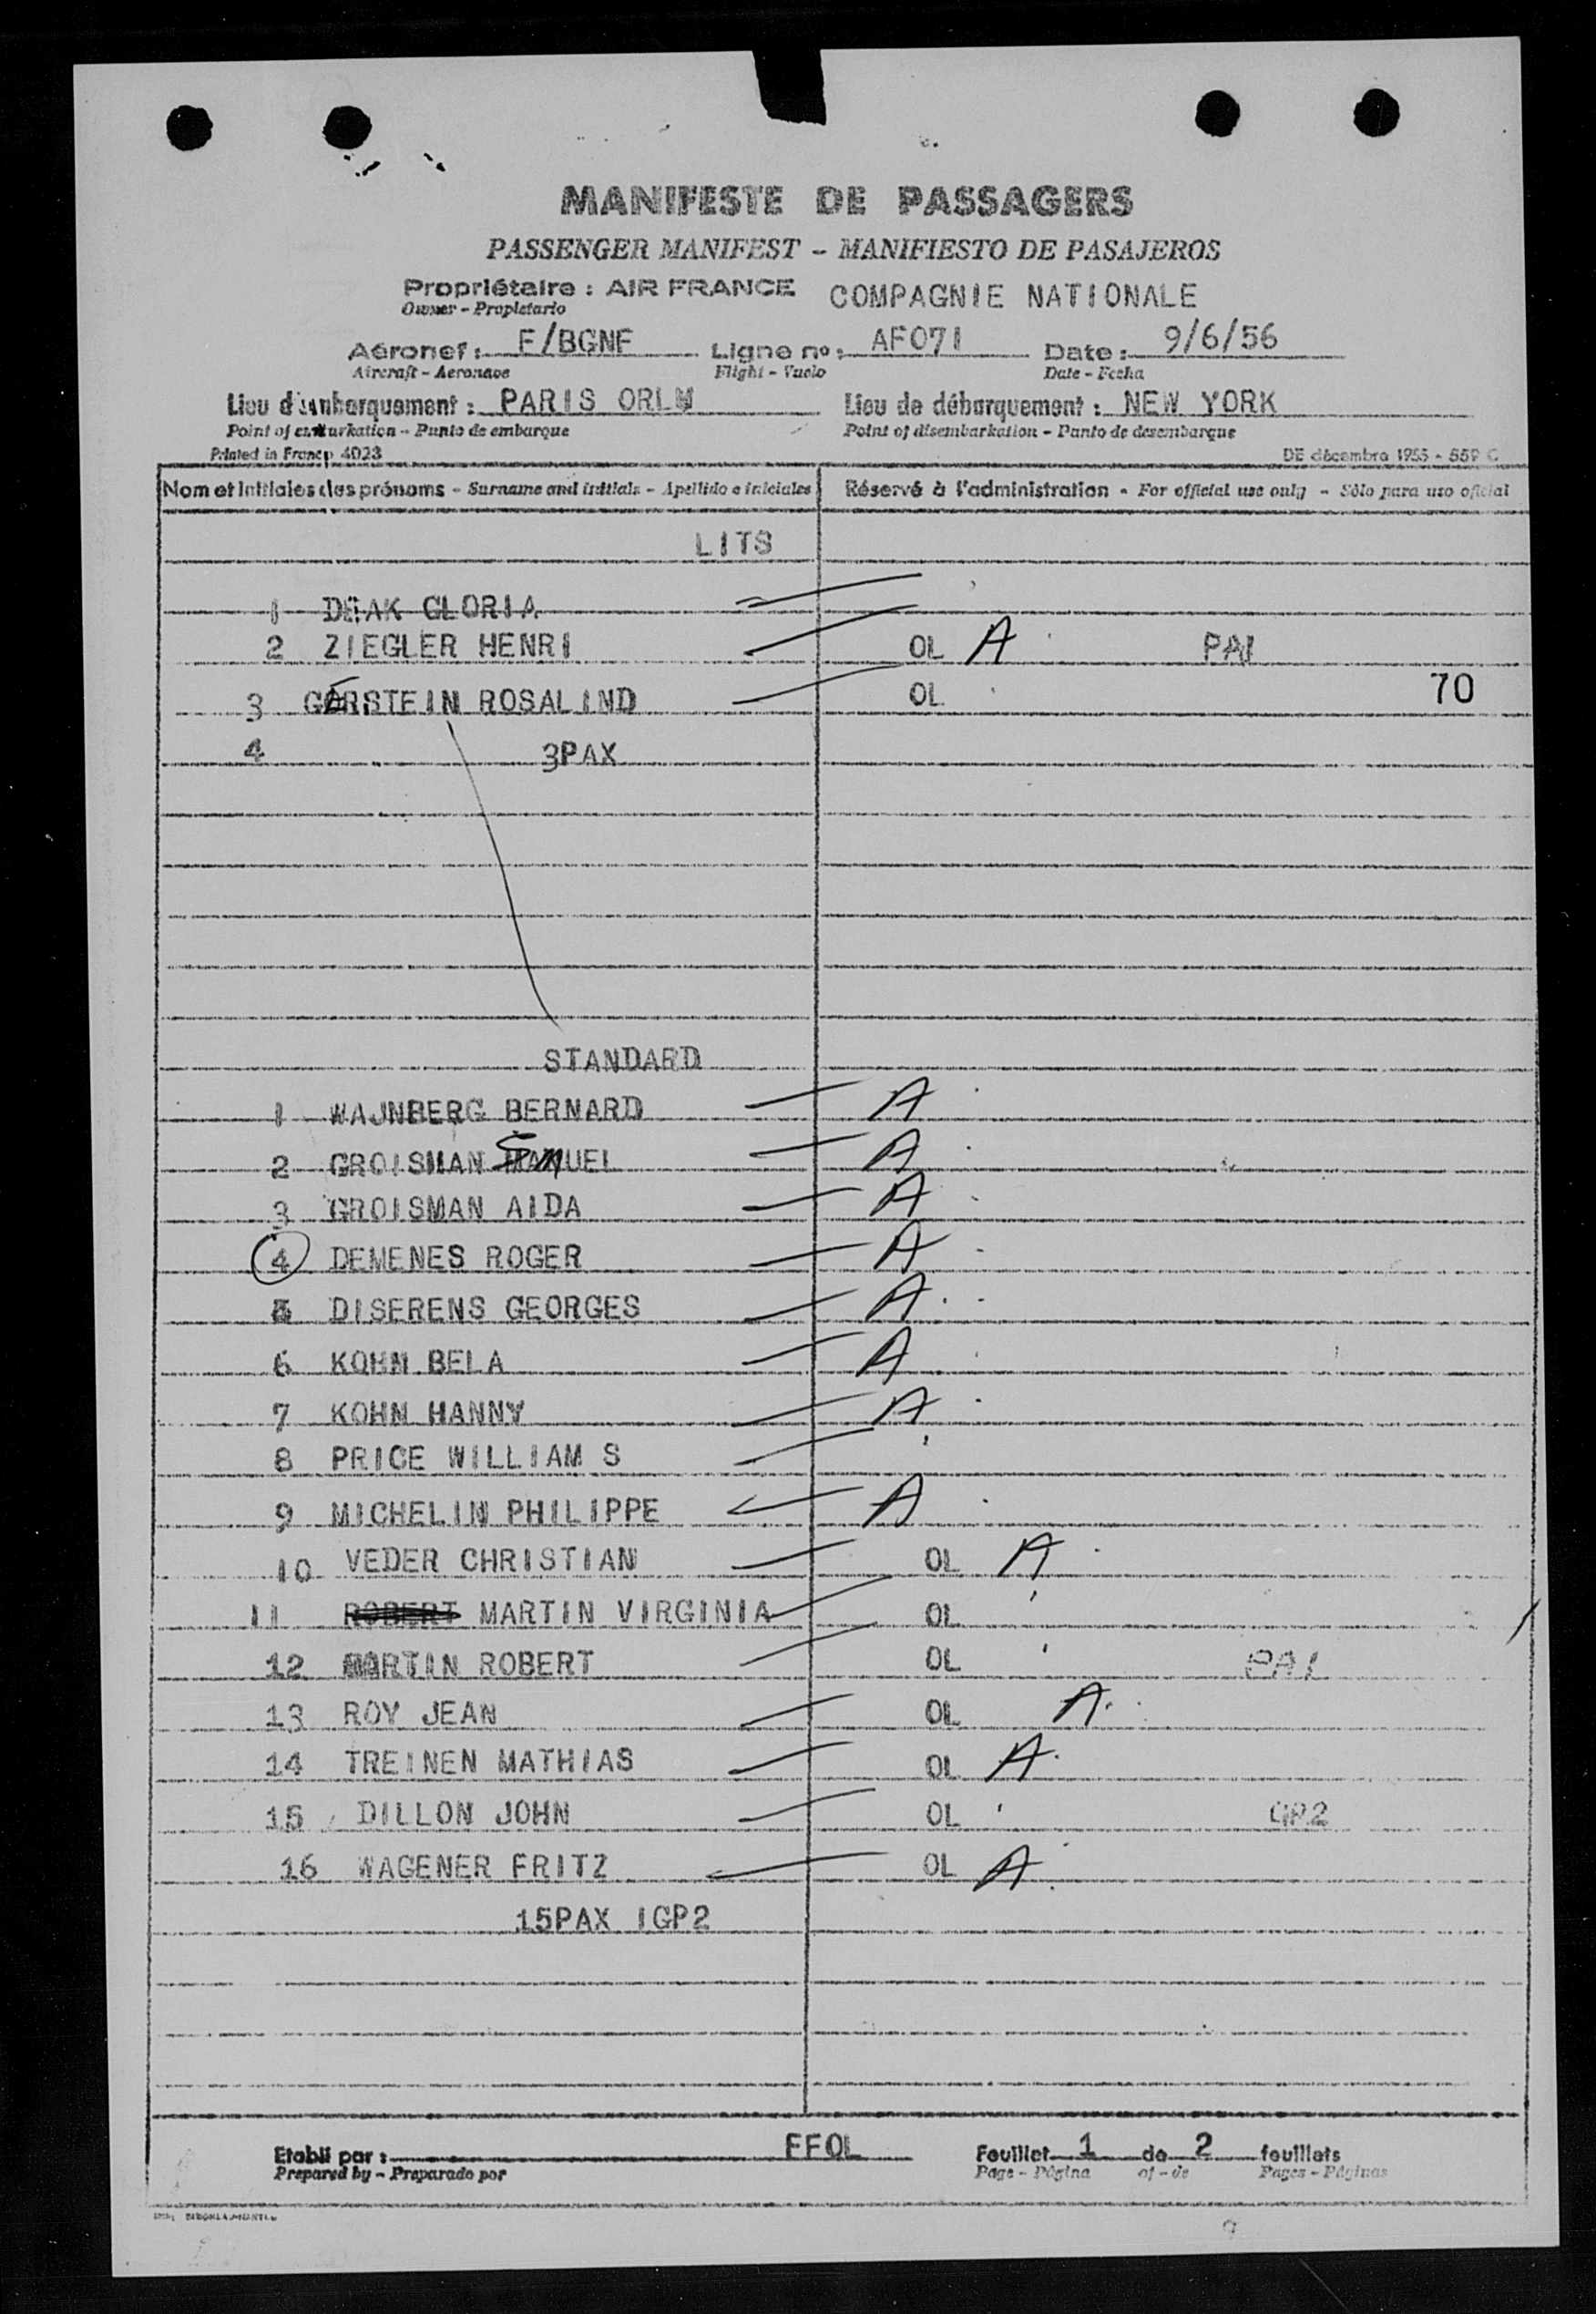 MANIFESTE DE PASSAGERS
PASSENGER MANIFEST - MANIFIESTO DE PASAJEROS
Propriétaire : AIR FRANCE COMPAGNIE NATIONALE
Owner - Propietario
Aéronef : F/BGNF Ligne no : AF071 Date : 9/6/56
Aircraft - Aeronave Flight - Vuelo Date - Fecha
Lieu d'embarquement : PARIS ORLY Lieu de débarquement : NEW YORK
Point of embarkation - Punto de embarque Point of disembarkation - Punto de desembarque
Printed in France 4023 DE décembre 1955 - 559 C
Nom et Initiales des prénoms - Surname and initials - Apellido e iniciales Réservé à l'administration - For official use only - Sólo para uso oficial
LITS
1 DEAK GLORIA
2 ZIEGLER HENRI OL A PAI
3 GERSTEIN ROSALIND OL 70
4 3PAX
STANDARD
1 WAJNBERG BERNARD A
2 GROISMAN SAMUEL A
3 GROISMAN AIDA A
4 DEMENES ROGER A
5 DISERENS GEORGES A
6 KOHN BELA A
7 KOHN HANNY A
8 PRICE WILLIAM S
9 MICHELIN PHILIPPE A
10 VEDER CHRISTIAN OL A
11 ROBERT MARTIN VIRGINIA OL
12 MARTIN ROBERT OL PAI
13 ROY JEAN OL A
14 TREINEN MATHIAS OL A
15 DILLON JOHN OL GP2
16 WAGENER FRITZ OL A
15PAX 1GP2
Etabli par : FFOL Feuillet 1 de 2 feuillets
Prepared by - Preparado por Page - Página of - de Pages - Páginas